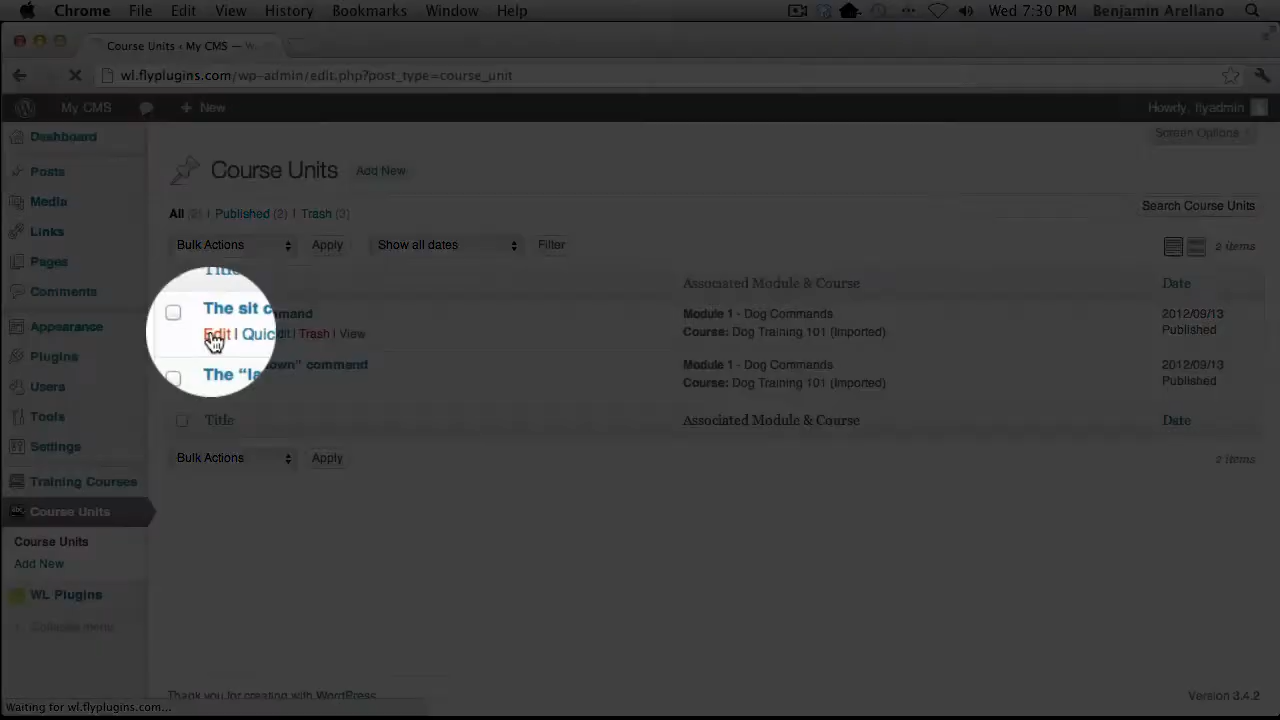 Chrome File Edit View History Bookmarks Window Help Wed 7:30 PM Benjamin Arellano
Course Units ‹ My CMS — W
wl.flyplugins.com/wp-admin/edit.php?post_type=course_unit
My CMS + New Howdy, flyadmin
Dashboard
Screen Options
Posts
Media
Links
Pages
Comments
Appearance
Plugins
Users
Tools
Settings
Training Courses
Course Units
Course Units
Add New
WL Plugins
Collapse menu
Course Units Add New
All (2) | Published (2) | Trash (3)
Search Course Units
Bulk Actions Apply Show all dates Filter 2 items
Title Associated Module & Course Date
The sit command Module 1 - Dog Commands 2012/09/13
Edit | Quick Edit | Trash | View Course: Dog Training 101 (Imported) Published
The “lay down” command Module 1 - Dog Commands 2012/09/13
Course: Dog Training 101 (Imported) Published
Title Associated Module & Course Date
Bulk Actions Apply 2 items
Thank you for creating with WordPress. Version 3.4.2
Waiting for wl.flyplugins.com...